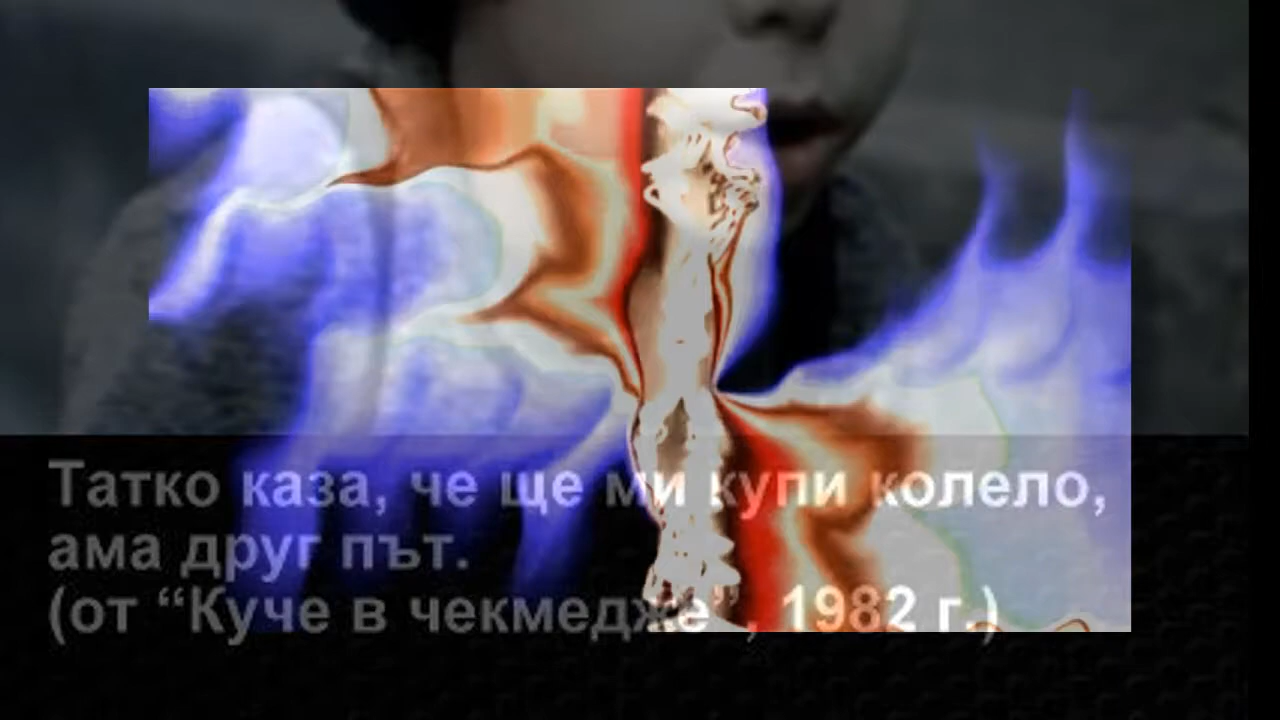 Татко каза, че ще ми купи колело,
ама друг път.
(от “Куче в чекмедже”, 1982 г.)